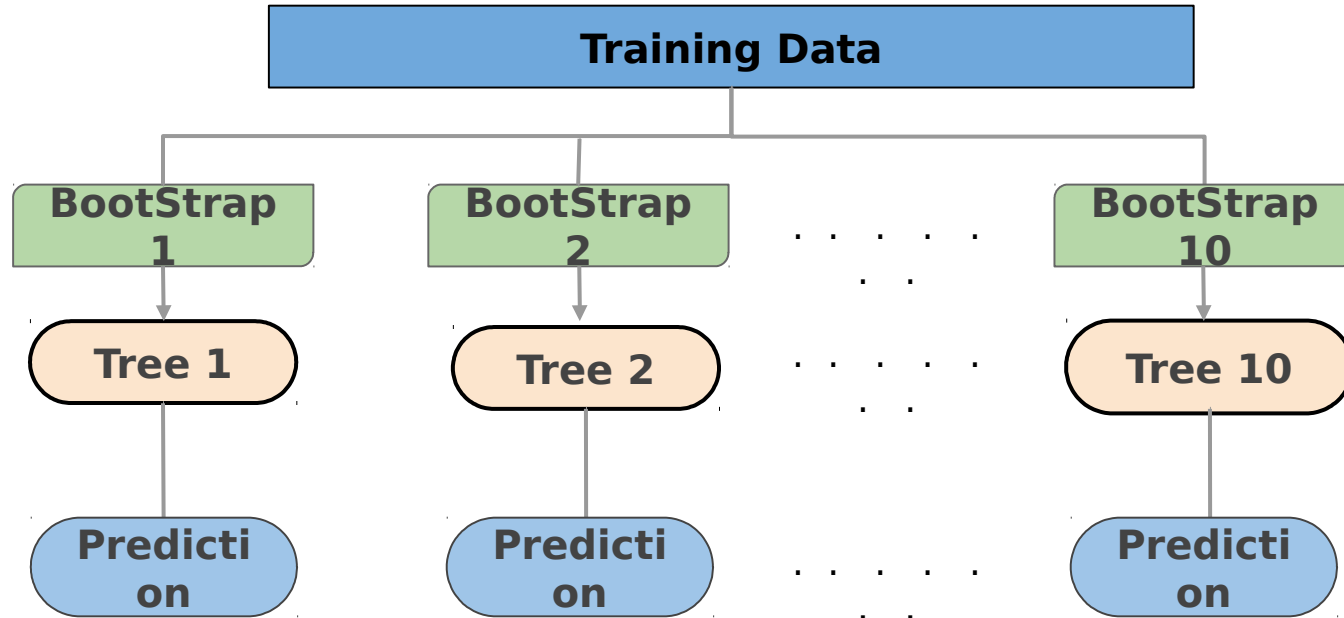 Training Data
BootStrap
1
BootStrap
2
. . . . .
. .
BootStrap
10
Tree 1
Tree 2
. . . . .
. .
Tree 10
Predicti
on
Predicti
on
. . . . .
. .
Predicti
on